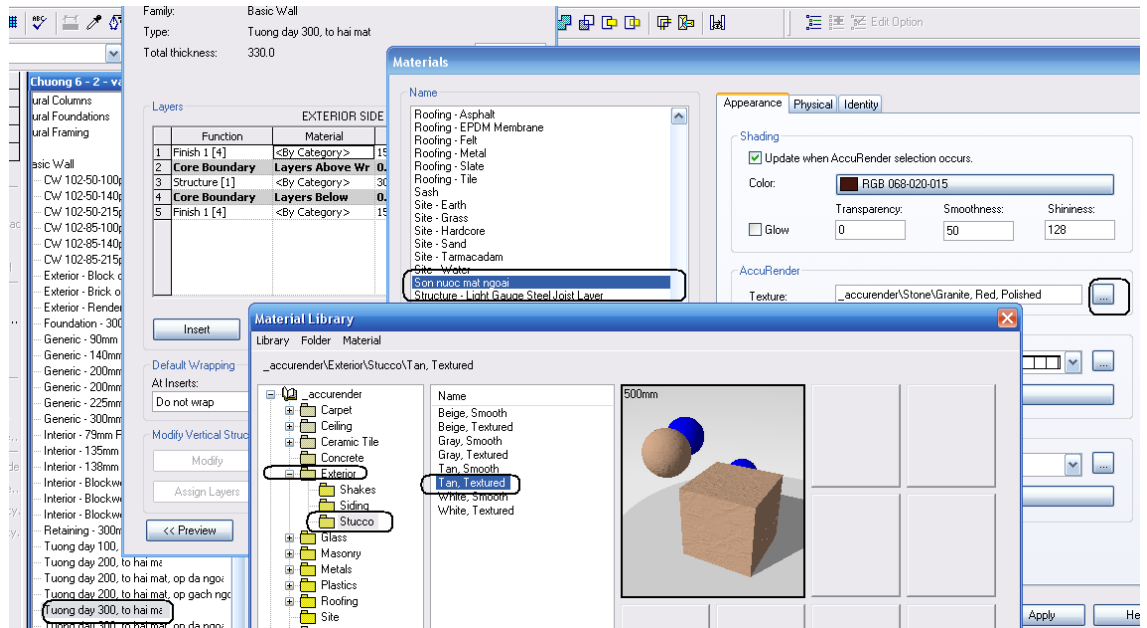 ABC
Edit Option
Family: Basic Wall
Type: Tuong day 300, to hai mat
Total thickness: 330.0
Chuong 6 - 2 - va
ural Columns
ural Foundations
ural Framing
asic Wall
CW 102-50-100p
CW 102-50-140p
CW 102-50-215p
CW 102-85-100p
CW 102-85-140p
CW 102-85-215p
Exterior - Block o
Exterior - Brick o
Exterior - Render
Foundation - 300
Generic - 90mm
Generic - 140mm
Generic - 200mm
Generic - 200mm
Generic - 225mm
Generic - 300mm
Interior - 79mm P
Interior - 135mm
Interior - 138mm
Interior - Blockwo
Interior - Blockwo
Interior - Blockwo
Retaining - 300m
Tuong day 100,
Tuong day 200, to hai ma
Tuong day 200, to hai mat, op da ngoa
Tuong day 200, to hai mat, op gach ngo
Tuong day 300, to hai ma
Tuong day 300, to hai mat, op da ngoa
Layers
EXTERIOR SIDE
Function Material
1 Finish 1 [4] <By Category> 15
2 Core Boundary Layers Above Wr 0.
3 Structure [1] <By Category> 30
4 Core Boundary Layers Below 0.
5 Finish 1 [4] <By Category> 15
Insert
Default Wrapping
At Inserts:
Do not wrap
Modify Vertical Struc
Modify
Assign Layers
<< Preview
Materials
Name
Roofing - Asphalt
Roofing - EPDM Membrane
Roofing - Felt
Roofing - Metal
Roofing - Slate
Roofing - Tile
Sash
Site - Earth
Site - Grass
Site - Hardcore
Site - Sand
Site - Tarmacadam
Site - Water
Son nuoc mat ngoai
Structure - Light Gauge Steel Joist Layer
Appearance Physical Identity
Shading
Update when AccuRender selection occurs.
Color: RGB 068-020-015
Transparency: Smoothness: Shininess:
Glow 0 50 128
AccuRender
Texture: _accurender\Stone\Granite, Red, Polished ...
...
...
Apply He
Material Library
Library Folder Material
_accurender\Exterior\Stucco\Tan, Textured
_accurender
Carpet
Ceiling
Ceramic Tile
Concrete
Exterior
Shakes
Siding
Stucco
Glass
Masonry
Metals
Plastics
Roofing
Site
Name
Beige, Smooth
Beige, Textured
Gray, Smooth
Gray, Textured
Tan, Smooth
Tan, Textured
White, Smooth
White, Textured
500mm